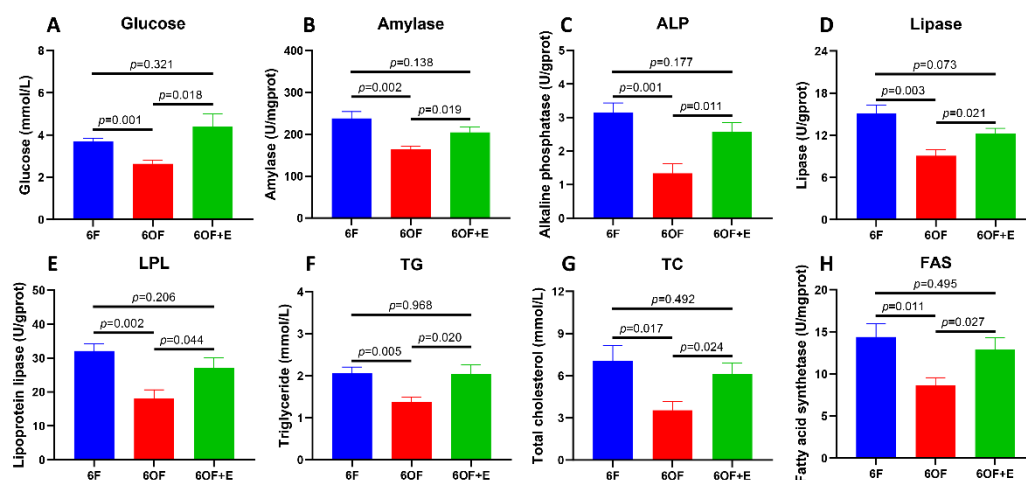 A Glucose
Glucose (mmol/L)
8
6
4
2
0
p=0.321
p=0.018
p=0.001
6F 6OF 6OF+E
B Amylase
Amylase (U/mgprot)
400
300
200
100
0
p=0.138
p=0.002
p=0.019
6F 6OF 6OF+E
C ALP
Alkaline phosphatase (U/gprot)
5
4
3
2
1
0
p=0.177
p=0.001
p=0.011
6F 6OF 6OF+E
D Lipase
Lipase (U/gprot)
24
18
12
6
0
p=0.073
p=0.003
p=0.021
6F 6OF 6OF+E
E LPL
Lipoprotein lipase (U/gprot)
50
40
30
20
10
0
p=0.206
p=0.002
p=0.044
6F 6OF 6OF+E
F TG
Triglyceride (mmol/L)
4
3
2
1
0
p=0.968
p=0.020
p=0.005
6F 6OF 6OF+E
G TC
Total cholesterol (mmol/L)
12
9
6
3
0
p=0.492
p=0.017
p=0.024
6F 6OF 6OF+E
H FAS
Fatty acid synthetase (U/mgprot)
20
15
10
5
0
p=0.495
p=0.011
p=0.027
6F 6OF 6OF+E